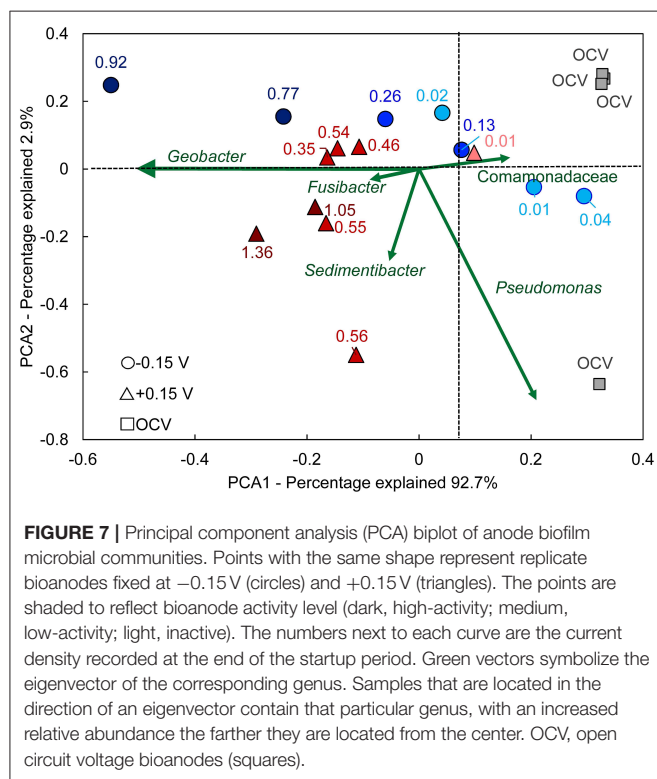 0.4
0.2
0
-0.2
-0.4
-0.6
-0.8
PCA2 - Percentage explained 2.9%
0.92
0.77
0.26
0.02
OCV
OCV
OCV
0.54
0.35
0.46
0.13
0.01
Geobacter
Fusibacter
Comamonadaceae
1.05
0.55
1.36
0.01
0.04
Sedimentibacter
Pseudomonas
0.56
OCV
-0.15 V
+0.15 V
OCV
-0.6
-0.4
-0.2
0
0.2
0.4
PCA1 - Percentage explained 92.7%
FIGURE 7 | Principal component analysis (PCA) biplot of anode biofilm
microbial communities. Points with the same shape represent replicate
bioanodes fixed at −0.15 V (circles) and +0.15 V (triangles). The points are
shaded to reflect bioanode activity level (dark, high-activity; medium,
low-activity; light, inactive). The numbers next to each curve are the current
density recorded at the end of the startup period. Green vectors symbolize the
eigenvector of the corresponding genus. Samples that are located in the
direction of an eigenvector contain that particular genus, with an increased
relative abundance the farther they are located from the center. OCV, open
circuit voltage bioanodes (squares).